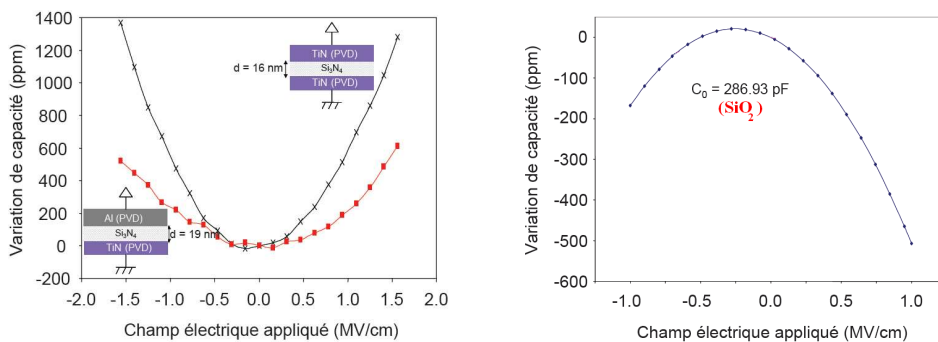 Variation de capacité (ppm)
1400
1200
1000
800
600
400
200
0
-200
-2.0 -1.5 -1.0 -0.5 0.0 0.5 1.0 1.5 2.0
Champ électrique appliqué (MV/cm)
TiN (PVD)
d = 16 nm
Si₃N₄
TiN (PVD)
Al (PVD)
Si₃N₄
d = 19 nm
TiN (PVD)
Variation de capacité (ppm)
0
-100
-200
-300
-400
-500
-600
-1.0 -0.5 0.0 0.5 1.0
Champ électrique appliqué (MV/cm)
C₀ = 286.93 pF
(SiO₂)